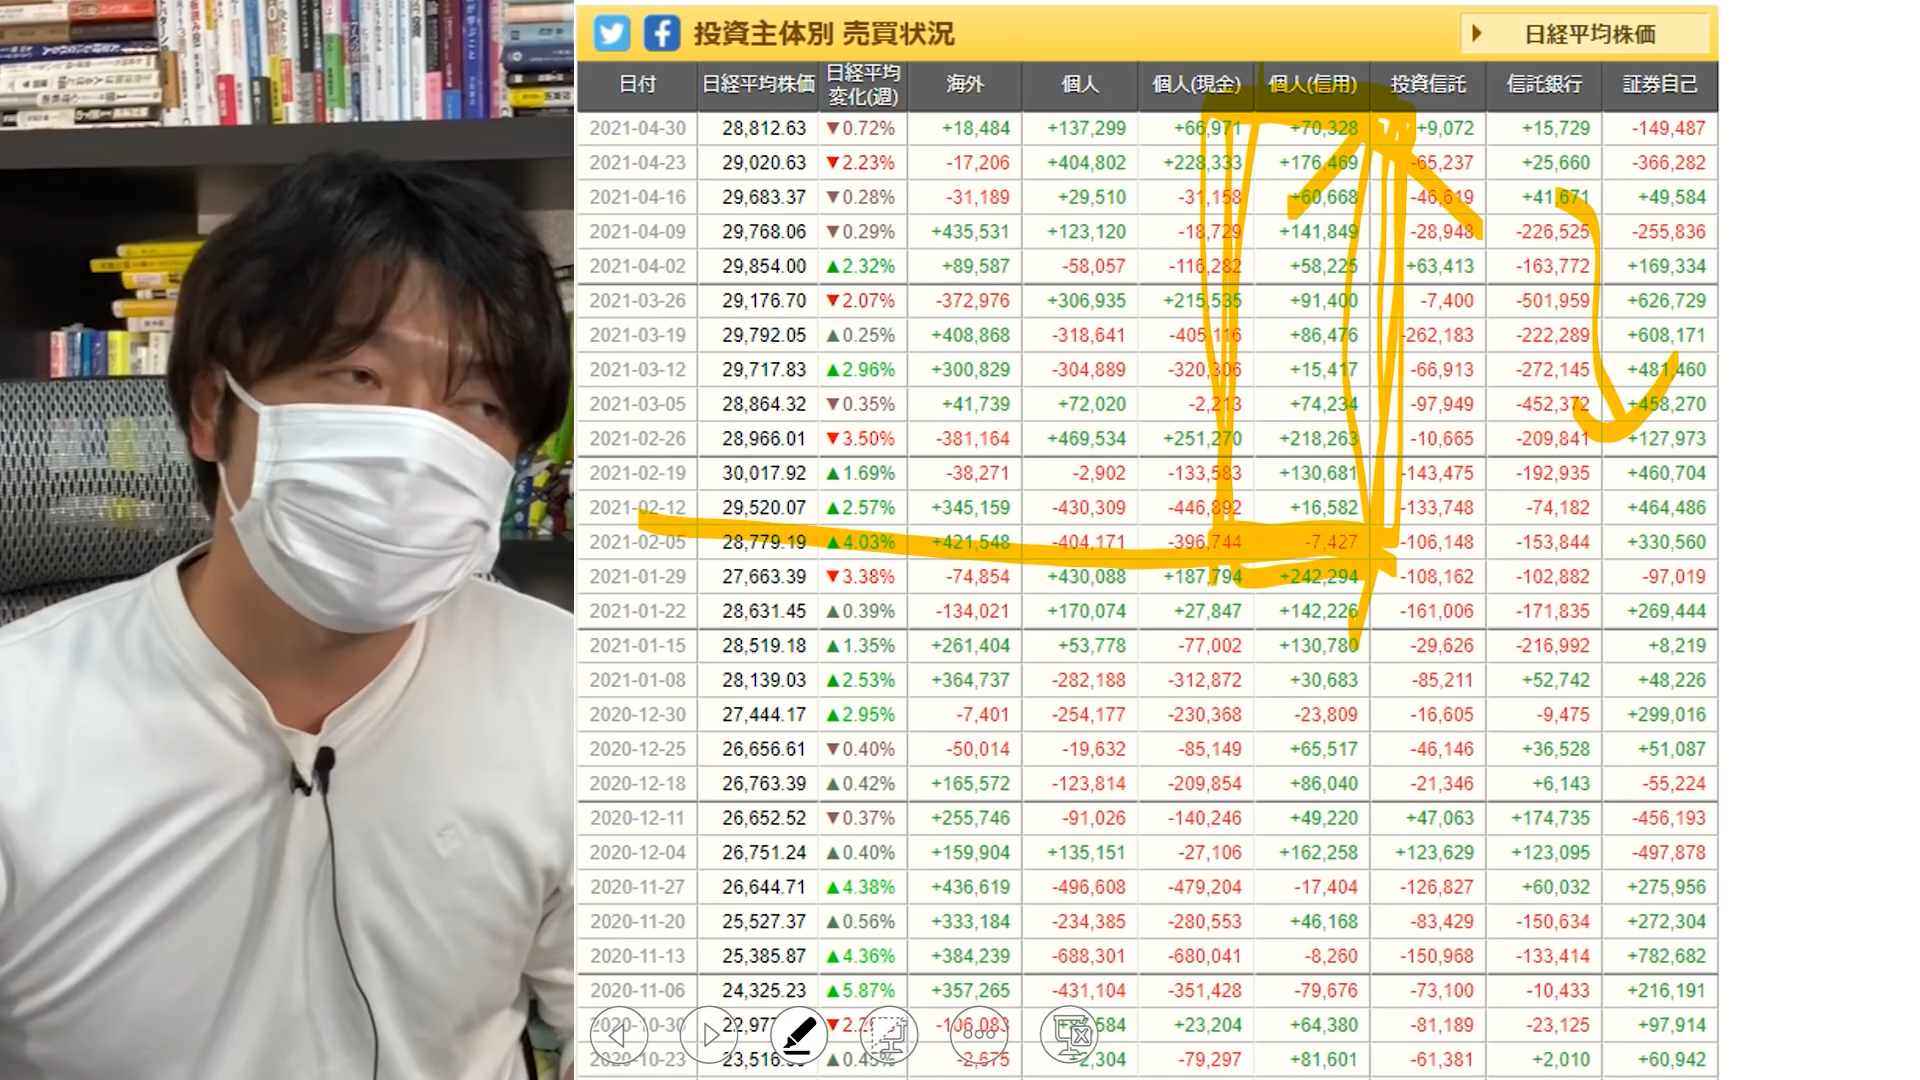 投資主体別 売買状況
日経平均株価
日付 日経平均株価 日経平均変化(週) 海外 個人 個人(現金) 個人(信用) 投資信託 信託銀行 証券自己
2021-04-30 28,812.63 ▼0.72% +18,484 +137,299 +66,971 +70,328 +9,072 +15,729 -149,487
2021-04-23 29,020.63 ▼2.23% -17,206 +404,802 +228,333 +176,469 -65,237 +25,660 -366,282
2021-04-16 29,683.37 ▼0.28% -31,189 +29,510 -31,158 +60,668 -46,619 +41,671 +49,584
2021-04-09 29,768.06 ▼0.29% +435,531 +123,120 -18,729 +141,849 -28,948 -226,525 -255,836
2021-04-02 29,854.00 ▲2.32% +89,587 -58,057 -116,282 +58,225 +63,413 -163,772 +169,334
2021-03-26 29,176.70 ▼2.07% -372,976 +306,935 +215,535 +91,400 -7,400 -501,959 +626,729
2021-03-19 29,792.05 ▲0.25% +408,868 -318,641 -405,116 +86,476 -262,183 -222,289 +608,171
2021-03-12 29,717.83 ▲2.96% +300,829 -304,889 -320,306 +15,417 -66,913 -272,145 +481,460
2021-03-05 28,864.32 ▼0.35% +41,739 +72,020 -2,213 +74,234 -97,949 -452,372 +458,270
2021-02-26 28,966.01 ▼3.50% -381,164 +469,534 +251,270 +218,263 -10,665 -209,841 +127,973
2021-02-19 30,017.92 ▲1.69% -38,271 -2,902 -133,583 +130,681 -143,475 -192,935 +460,704
2021-02-12 29,520.07 ▲2.57% +345,159 -430,309 -446,892 +16,582 -133,748 -74,182 +464,486
2021-02-05 28,779.19 ▲4.03% +421,548 -404,171 -396,744 -7,427 -106,148 -153,844 +330,560
2021-01-29 27,663.39 ▼3.38% -74,854 +430,088 +187,794 +242,294 -108,162 -102,882 -97,019
2021-01-22 28,631.45 ▲0.39% -134,021 +170,074 +27,847 +142,226 -161,006 -171,835 +269,444
2021-01-15 28,519.18 ▲1.35% +261,404 +53,778 -77,002 +130,780 -29,626 -216,992 +8,219
2021-01-08 28,139.03 ▲2.53% +364,737 -282,188 -312,872 +30,683 -85,211 +52,742 +48,226
2020-12-30 27,444.17 ▲2.95% -7,401 -254,177 -230,368 -23,809 -16,605 -9,475 +299,016
2020-12-25 26,656.61 ▼0.40% -50,014 -19,632 -85,149 +65,517 -46,146 +36,528 +51,087
2020-12-18 26,763.39 ▲0.42% +165,572 -123,814 -209,854 +86,040 -21,346 +6,143 -55,224
2020-12-11 26,652.52 ▼0.37% +255,746 -91,026 -140,246 +49,220 +47,063 +174,735 -456,193
2020-12-04 26,751.24 ▲0.40% +159,904 +135,151 -27,106 +162,258 +123,629 +123,095 -497,878
2020-11-27 26,644.71 ▲4.38% +436,619 -496,608 -479,204 -17,404 -126,827 +60,032 +275,956
2020-11-20 25,527.37 ▲0.56% +333,184 -234,385 -280,553 +46,168 -83,429 -150,634 +272,304
2020-11-13 25,385.87 ▲4.36% +384,239 -688,301 -680,041 -8,260 -150,968 -133,414 +782,682
2020-11-06 24,325.23 ▲5.87% +357,265 -431,104 -351,428 -79,676 -73,100 -10,433 +216,191
2020-10-30 -106,083 +23,204 +64,380 -81,189 -23,125 +97,914
2020-10-23 -2,675 -79,297 +81,601 -61,381 +2,010 +60,942